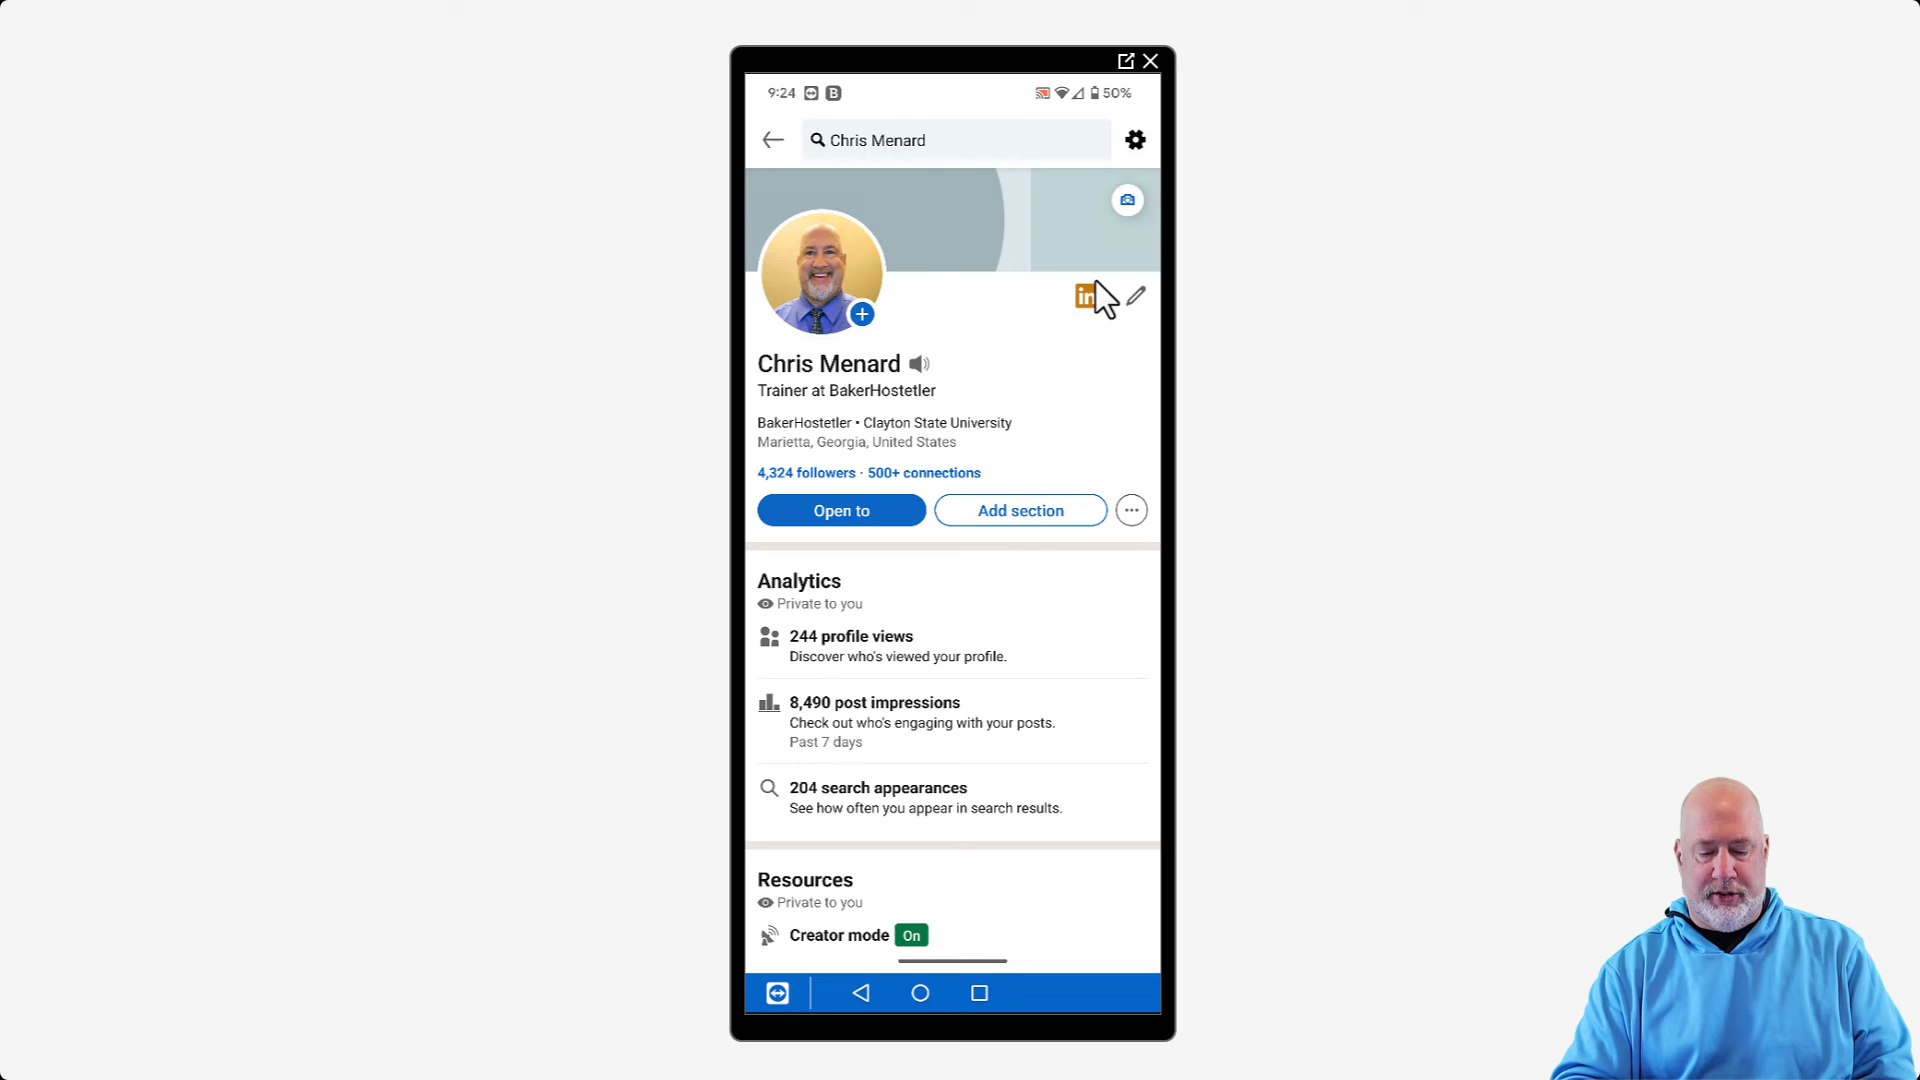 9:24 B 50%
Chris Menard
in
Chris Menard
Trainer at BakerHostetler
BakerHostetler • Clayton State University
Marietta, Georgia, United States
4,324 followers · 500+ connections
Open to Add section
Analytics
Private to you
244 profile views
Discover who's viewed your profile.
8,490 post impressions
Check out who's engaging with your posts.
Past 7 days
204 search appearances
See how often you appear in search results.
Resources
Private to you
Creator mode On